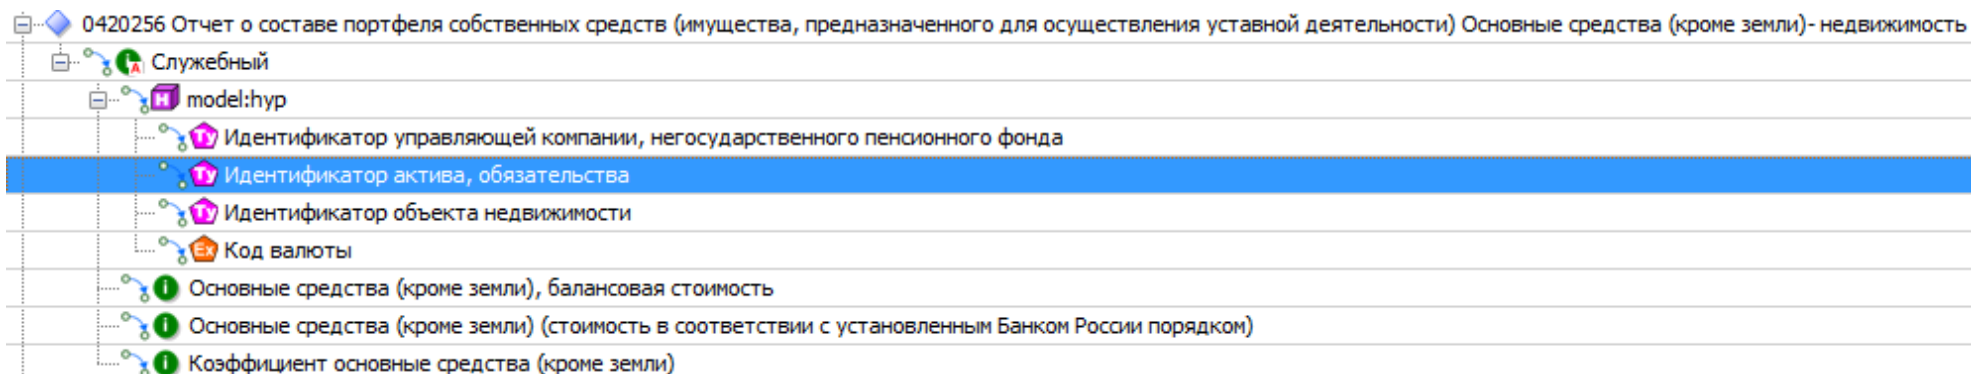 0420256 Отчет о составе портфеля собственных средств (имущества, предназначенного для осуществления уставной деятельности) Основные средства (кроме земли)- недвижимость
Служебный
model:hyp
Идентификатор управляющей компании, негосударственного пенсионного фонда
Идентификатор актива, обязательства
Идентификатор объекта недвижимости
Код валюты
Основные средства (кроме земли), балансовая стоимость
Основные средства (кроме земли) (стоимость в соответствии с установленным Банком России порядком)
Коэффициент основные средства (кроме земли)